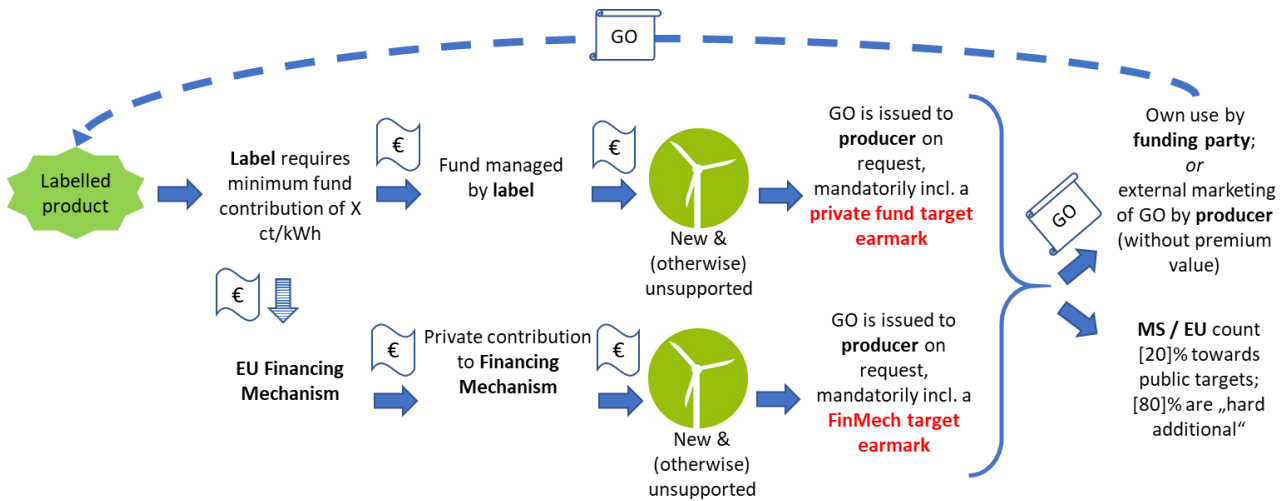 GO
Labelled
product
Label requires
minimum fund
contribution of X
ct/kWh
€
Fund managed
by label
€
New &
(otherwise)
unsupported
GO is issued to
producer on
request,
mandatorily incl. a
private fund target
earmark
GO
Own use by
funding party;
or
external marketing
of GO by producer
(without premium
value)
€
EU Financing
Mechanism
€
Private contribution
to Financing
Mechanism
€
New &
(otherwise)
unsupported
GO is issued to
producer on
request,
mandatorily incl. a
FinMech target
earmark
MS / EU count
[20]% towards
public targets;
[80]% are „hard
additional“